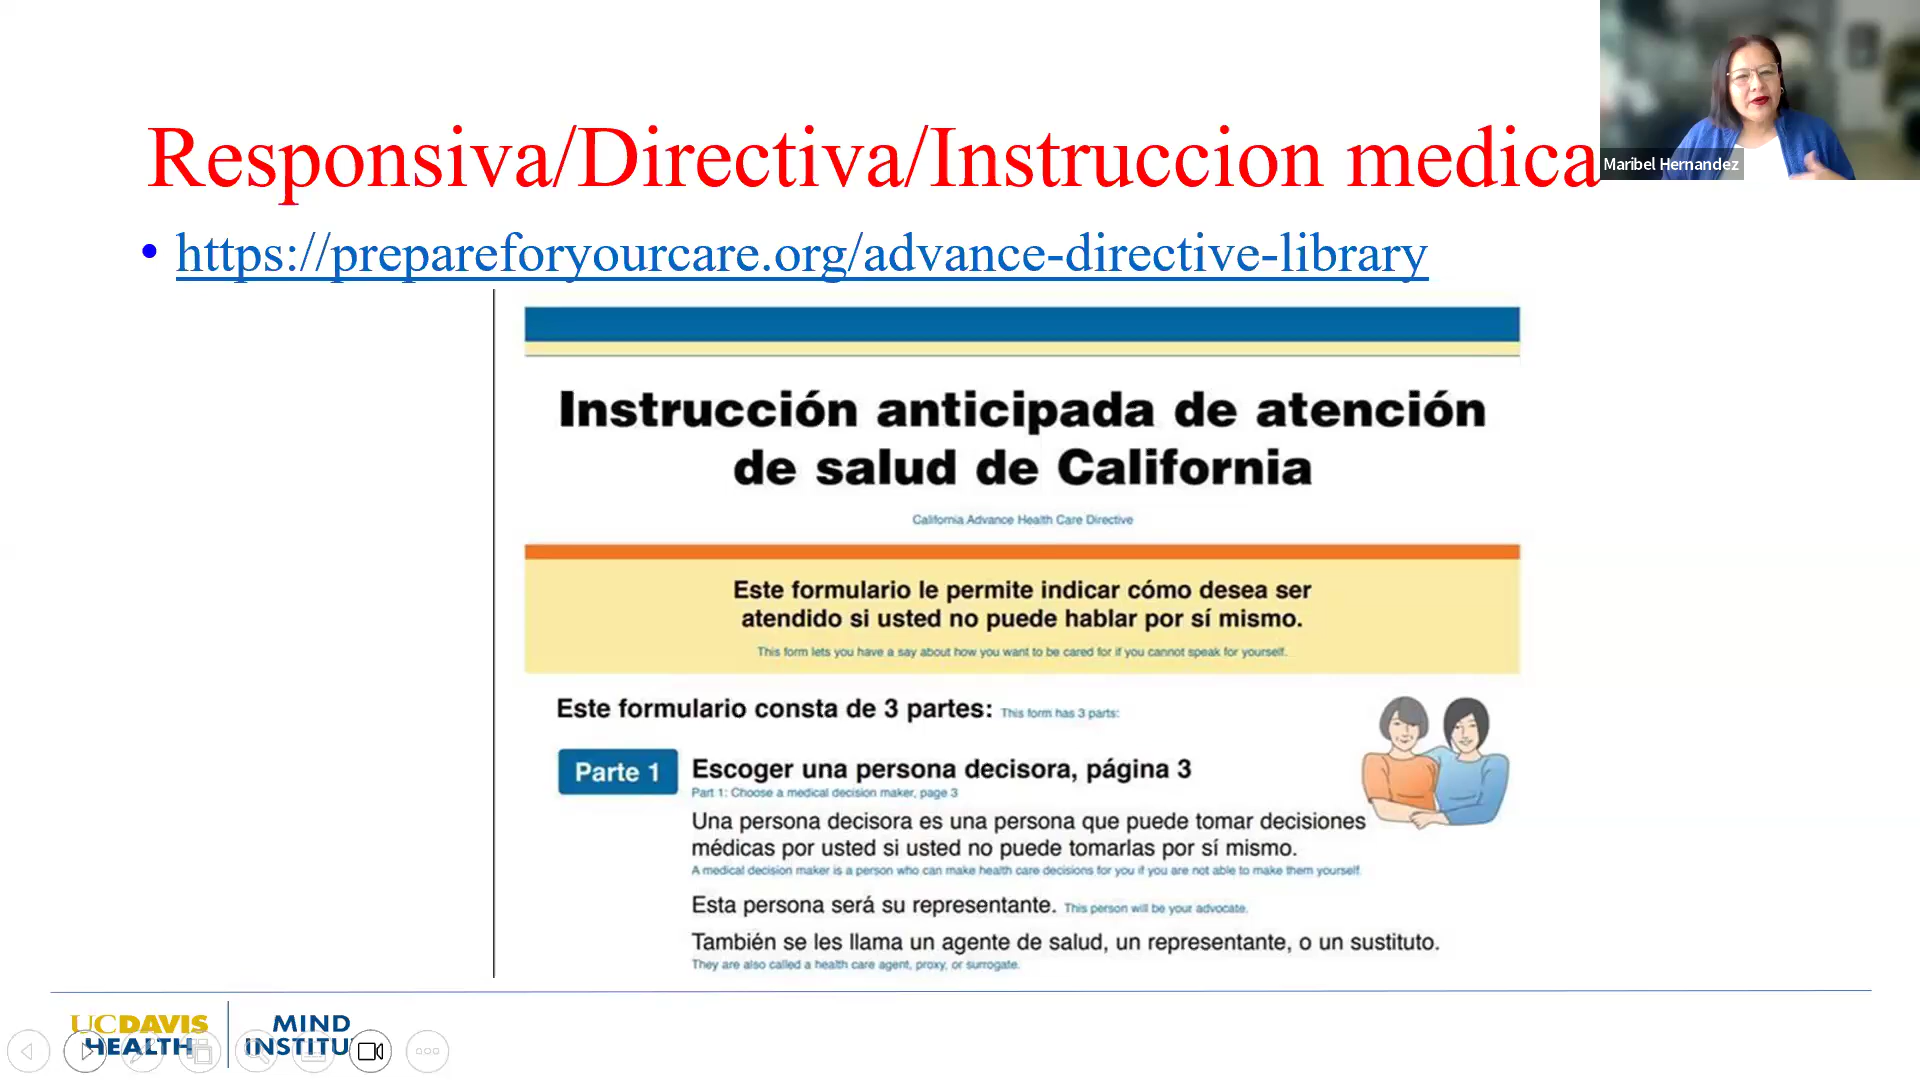 Responsiva/Directiva/Instruccion medica
Maribel Hernandez
• https://prepareforyourcare.org/advance-directive-library
Instrucción anticipada de atención
de salud de California
California Advance Health Care Directive
Este formulario le permite indicar cómo desea ser
atendido si usted no puede hablar por sí mismo.
This form lets you have a say about how you want to be cared for if you cannot speak for yourself.
Este formulario consta de 3 partes: This form has 3 parts:
Parte 1 Escoger una persona decisora, página 3
Part 1: Choose a medical decision maker, page 3
Una persona decisora es una persona que puede tomar decisiones
médicas por usted si usted no puede tomarlas por sí mismo.
A medical decision maker is a person who can make health care decisions for you if you are not able to make them yourself.
Esta persona será su representante. This person will be your advocate.
También se les llama un agente de salud, un representante, o un sustituto.
They are also called a health care agent, proxy, or surrogate.
UCDAVIS
HEALTH
MIND
INSTITU